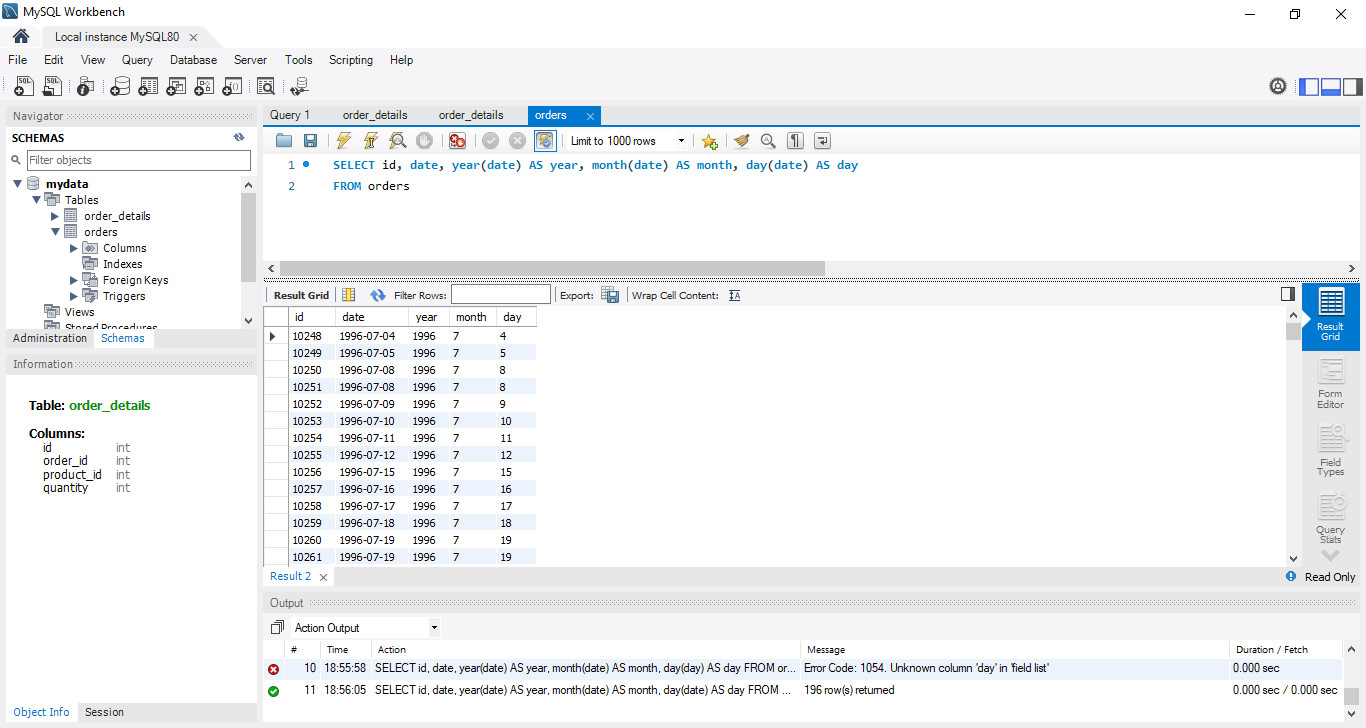 MySQL Workbench
Local instance MySQL80
File Edit View Query Database Server Tools Scripting Help
Navigator
SCHEMAS
Filter objects
mydata
Tables
order_details
orders
Columns
Indexes
Foreign Keys
Triggers
Views
Stored Procedures
Administration Schemas
Information
Table: order_details
Columns:
id int
order_id int
product_id int
quantity int
Object Info Session
Query 1 order_details order_details orders
Limit to 1000 rows
1 SELECT id, date, year(date) AS year, month(date) AS month, day(date) AS day
2 FROM orders
Result Grid Filter Rows: Export: Wrap Cell Content:
id date year month day
10248 1996-07-04 1996 7 4
10249 1996-07-05 1996 7 5
10250 1996-07-08 1996 7 8
10251 1996-07-08 1996 7 8
10252 1996-07-09 1996 7 9
10253 1996-07-10 1996 7 10
10254 1996-07-11 1996 7 11
10255 1996-07-12 1996 7 12
10256 1996-07-15 1996 7 15
10257 1996-07-16 1996 7 16
10258 1996-07-17 1996 7 17
10259 1996-07-18 1996 7 18
10260 1996-07-19 1996 7 19
10261 1996-07-19 1996 7 19
Result
Grid
Form
Editor
Field
Types
Query
Stats
Result 2
Read Only
Output
Action Output
# Time Action Message Duration / Fetch
10 18:55:58 SELECT id, date, year(date) AS year, month(date) AS month, day(day) AS day FROM or... Error Code: 1054. Unknown column 'day' in 'field list' 0.000 sec
11 18:56:05 SELECT id, date, year(date) AS year, month(date) AS month, day(date) AS day FROM ... 196 row(s) returned 0.000 sec / 0.000 sec